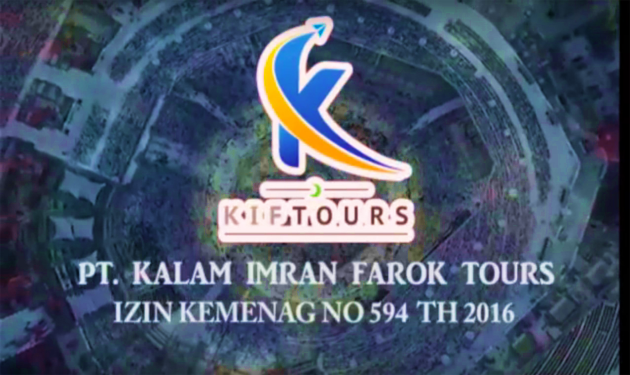 KIFTOURS
PT. KALAM IMRAN FAROK TOURS
IZIN KEMENAG NO 594 TH 2016